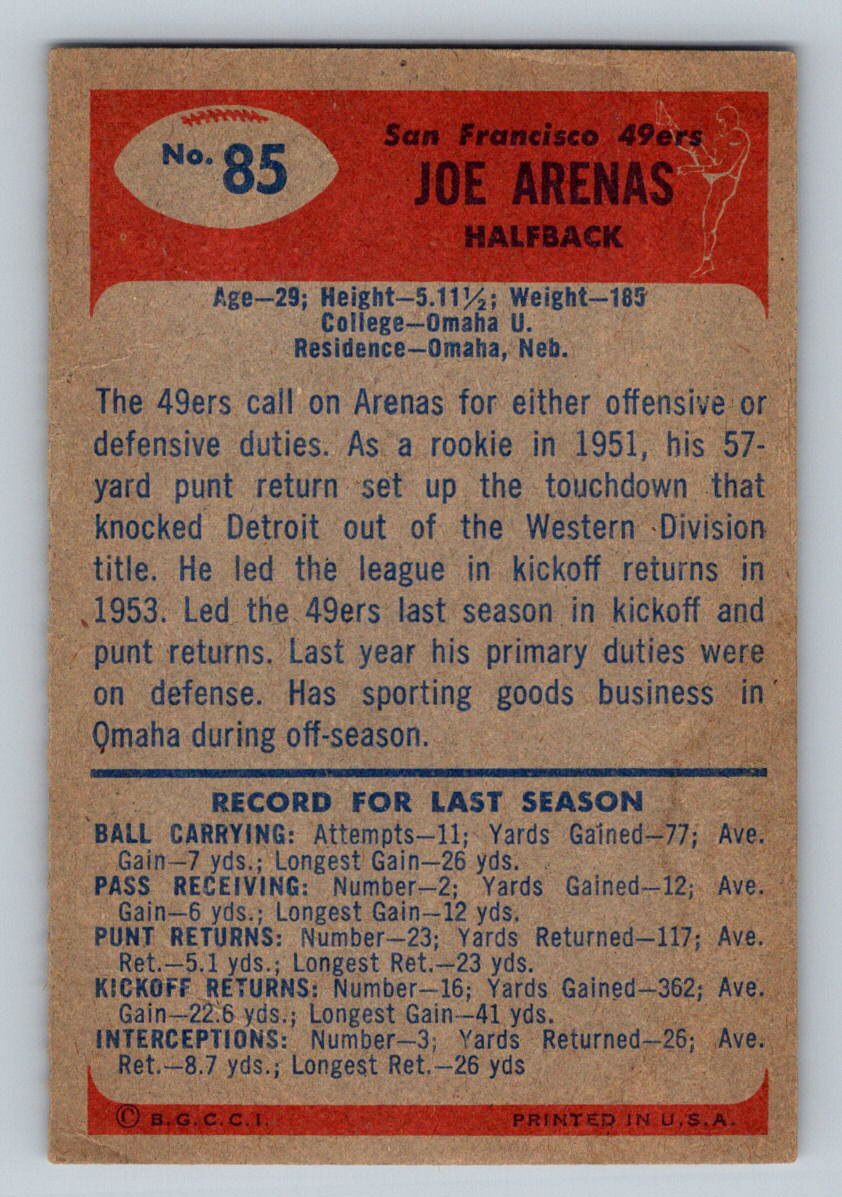 No. 85
San Francisco 49ers
JOE ARENAS
HALFBACK
Age—29; Height—5.11½; Weight—185
College—Omaha U.
Residence—Omaha, Neb.
The 49ers call on Arenas for either offensive or
defensive duties. As a rookie in 1951, his 57-
yard punt return set up the touchdown that
knocked Detroit out of the Western Division
title. He led the league in kickoff returns in
1953. Led the 49ers last season in kickoff and
punt returns. Last year his primary duties were
on defense. Has sporting goods business in
Omaha during off-season.
RECORD FOR LAST SEASON
BALL CARRYING: Attempts—11; Yards Gained—77; Ave.
Gain—7 yds.; Longest Gain—26 yds.
PASS RECEIVING: Number—2; Yards Gained—12; Ave.
Gain—6 yds.; Longest Gain—12 yds.
PUNT RETURNS: Number—23; Yards Returned—117; Ave.
Ret.—5.1 yds.; Longest Ret.—23 yds.
KICKOFF RETURNS: Number—16; Yards Gained—362; Ave.
Gain—22.6 yds.; Longest Gain—41 yds.
INTERCEPTIONS: Number—3; Yards Returned—26; Ave.
Ret.—8.7 yds.; Longest Ret.—26 yds
© B.G.C.C.I. PRINTED IN U.S.A.